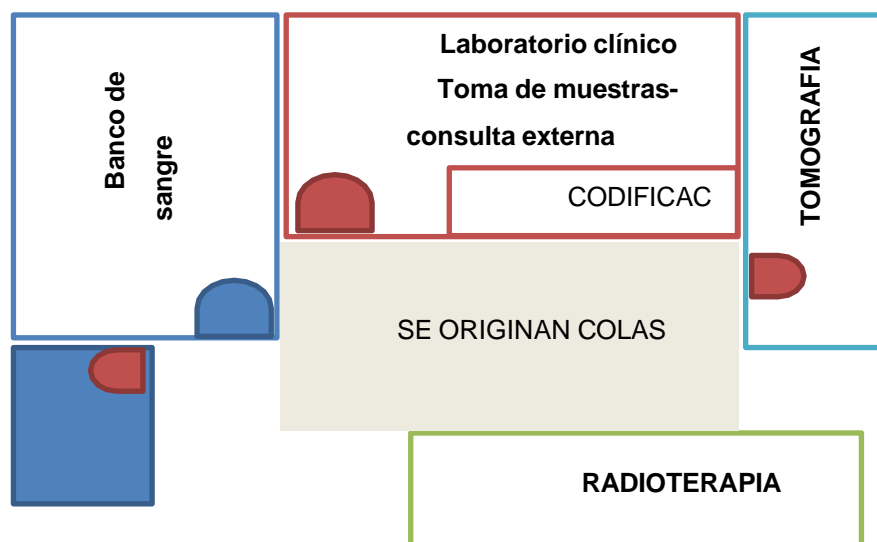 Banco de
sangre
Laboratorio clínico
Toma de muestras-
consulta externa
CODIFICAC
TOMOGRAFIA
SE ORIGINAN COLAS
RADIOTERAPIA